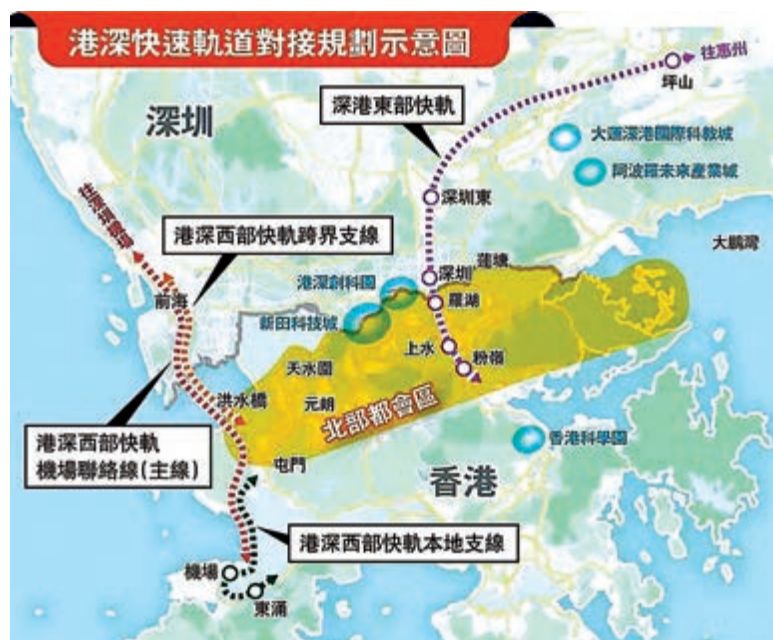 港深快速軌道對接規劃示意圖
往惠州
坪山
深港東部快軌
深圳
大運深港國際科教城
阿波羅未來產業城
往深圳機場
深圳東
港深西部快軌跨界支線
大鵬灣
蓮塘
深圳
港深創科園
前海
羅湖
新田科技城
上水
粉嶺
天水圍
洪水橋
元朗
北部都會區
港深西部快軌
機場聯絡線(主線)
香港科學園
屯門
香港
港深西部快軌本地支線
機場
東涌